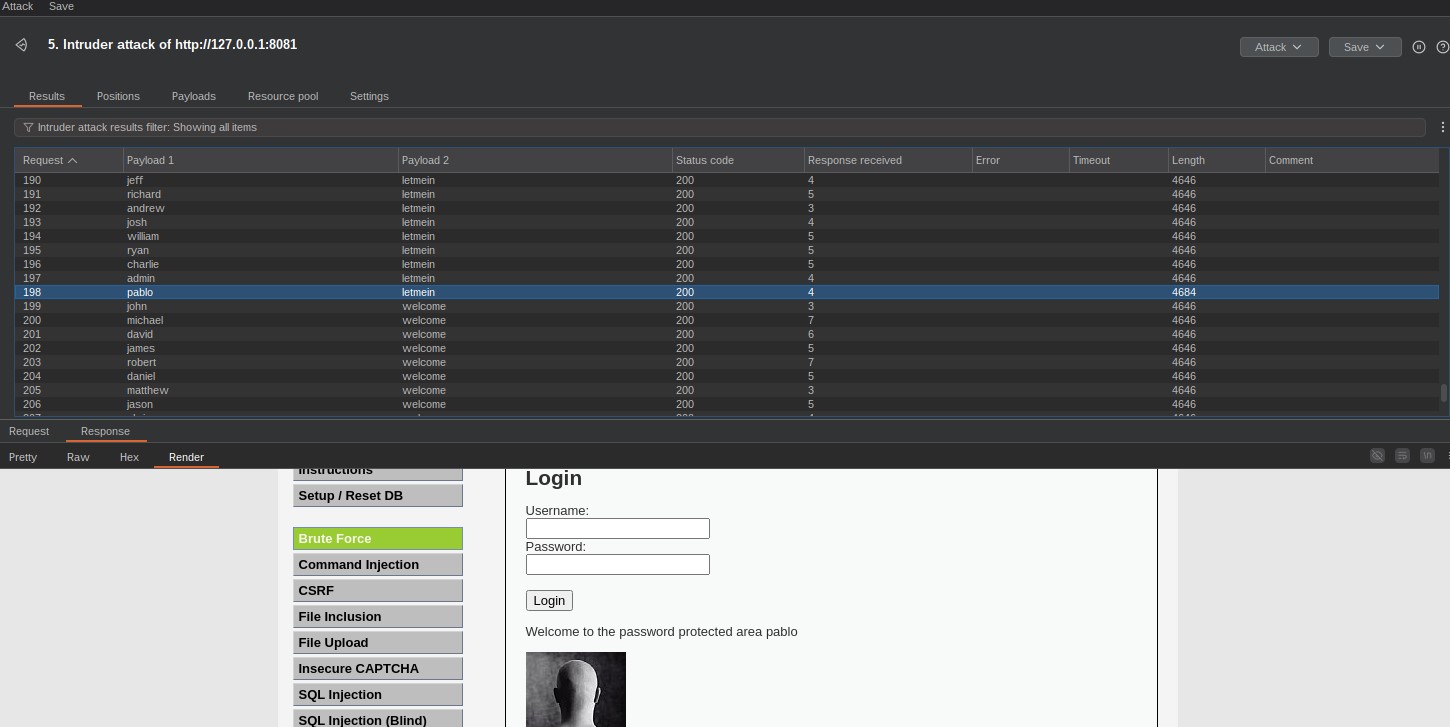 Attack Save
5. Intruder attack of http://127.0.0.1:8081
Attack Save
Results Positions Payloads Resource pool Settings
Intruder attack results filter: Showing all items
Request Payload 1 Payload 2 Status code Response received Error Timeout Length Comment
190 jeff letmein 200 4 4646
191 richard letmein 200 5 4646
192 andrew letmein 200 3 4646
193 josh letmein 200 4 4646
194 william letmein 200 5 4646
195 ryan letmein 200 5 4646
196 charlie letmein 200 5 4646
197 admin letmein 200 4 4646
198 pablo letmein 200 4 4684
199 john welcome 200 3 4646
200 michael welcome 200 7 4646
201 david welcome 200 6 4646
202 james welcome 200 5 4646
203 robert welcome 200 7 4646
204 daniel welcome 200 5 4646
205 matthew welcome 200 3 4646
206 jason welcome 200 5 4646
Request Response
Pretty Raw Hex Render
Instructions
Setup / Reset DB
Brute Force
Command Injection
CSRF
File Inclusion
File Upload
Insecure CAPTCHA
SQL Injection
SQL Injection (Blind)
Login
Username:
Password:
Login
Welcome to the password protected area pablo